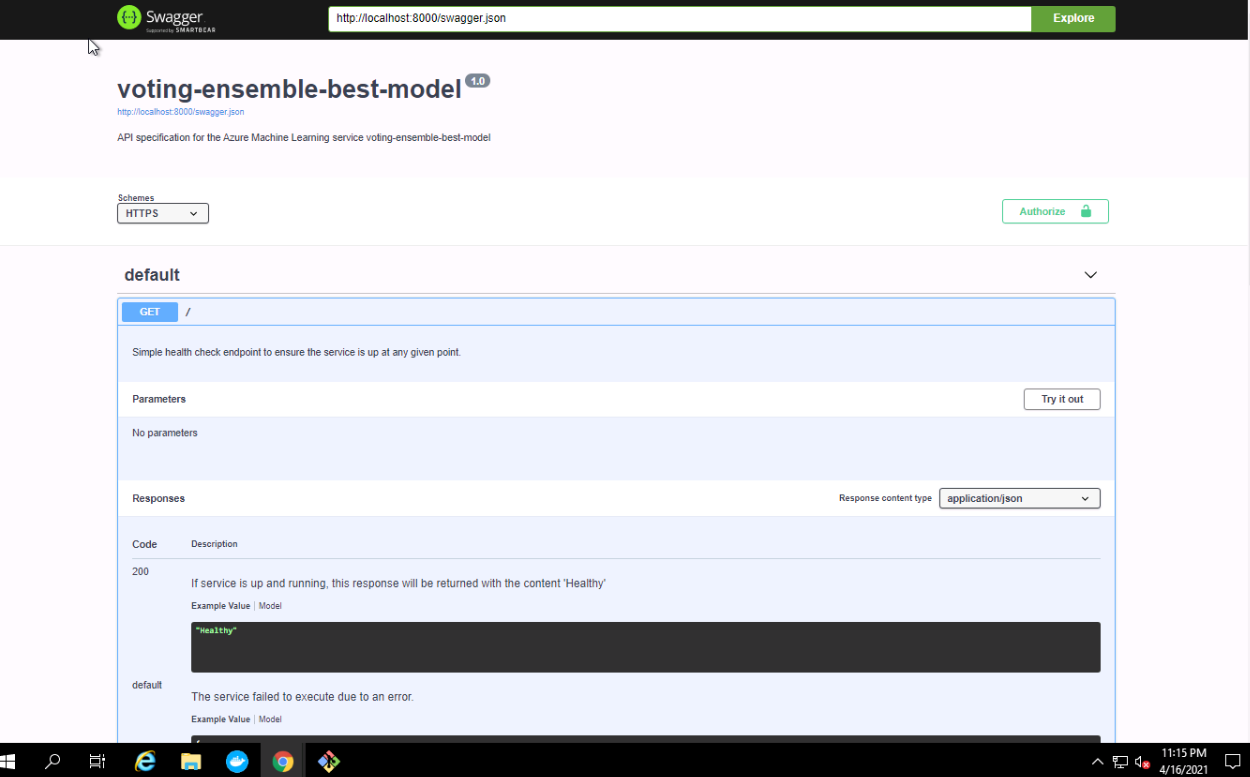 Swagger
Supported by SMARTBEAR
http://localhost:8000/swagger.json
Explore
voting-ensemble-best-model 1.0
http://localhost:8000/swagger.json
API specification for the Azure Machine Learning service voting-ensemble-best-model
Schemes
HTTPS
Authorize
default
GET /
Simple health check endpoint to ensure the service is up at any given point.
Parameters
Try it out
No parameters
Responses
Response content type application/json
Code Description
200
If service is up and running, this response will be returned with the content 'Healthy'
Example Value | Model
"Healthy"
default
The service failed to execute due to an error.
Example Value | Model
11:15 PM
4/16/2021